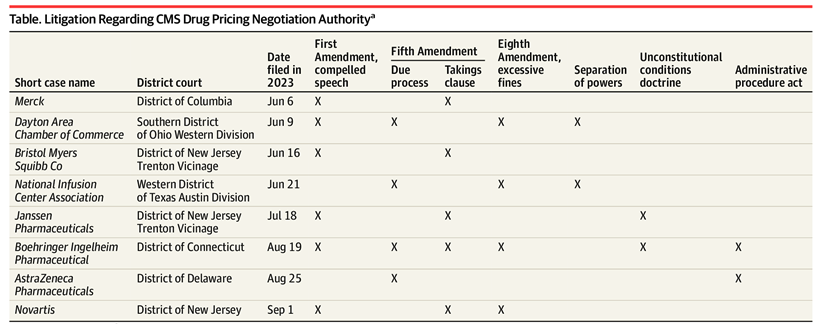 Table. Litigation Regarding CMS Drug Pricing Negotiation Authorityᵃ
Short case name District court Date filed in 2023 First Amendment, compelled speech Fifth Amendment Due process Takings clause Eighth Amendment, excessive fines Separation of powers Unconstitutional conditions doctrine Administrative procedure act
Merck District of Columbia Jun 6 X X
Dayton Area Chamber of Commerce Southern District of Ohio Western Division Jun 9 X X X X
Bristol Myers Squibb Co District of New Jersey Trenton Vicinage Jun 16 X X
National Infusion Center Association Western District of Texas Austin Division Jun 21 X X X
Janssen Pharmaceuticals District of New Jersey Trenton Vicinage Jul 18 X X X
Boehringer Ingelheim Pharmaceutical District of Connecticut Aug 19 X X X X X X
AstraZeneca Pharmaceuticals District of Delaware Aug 25 X X
Novartis District of New Jersey Sep 1 X X X